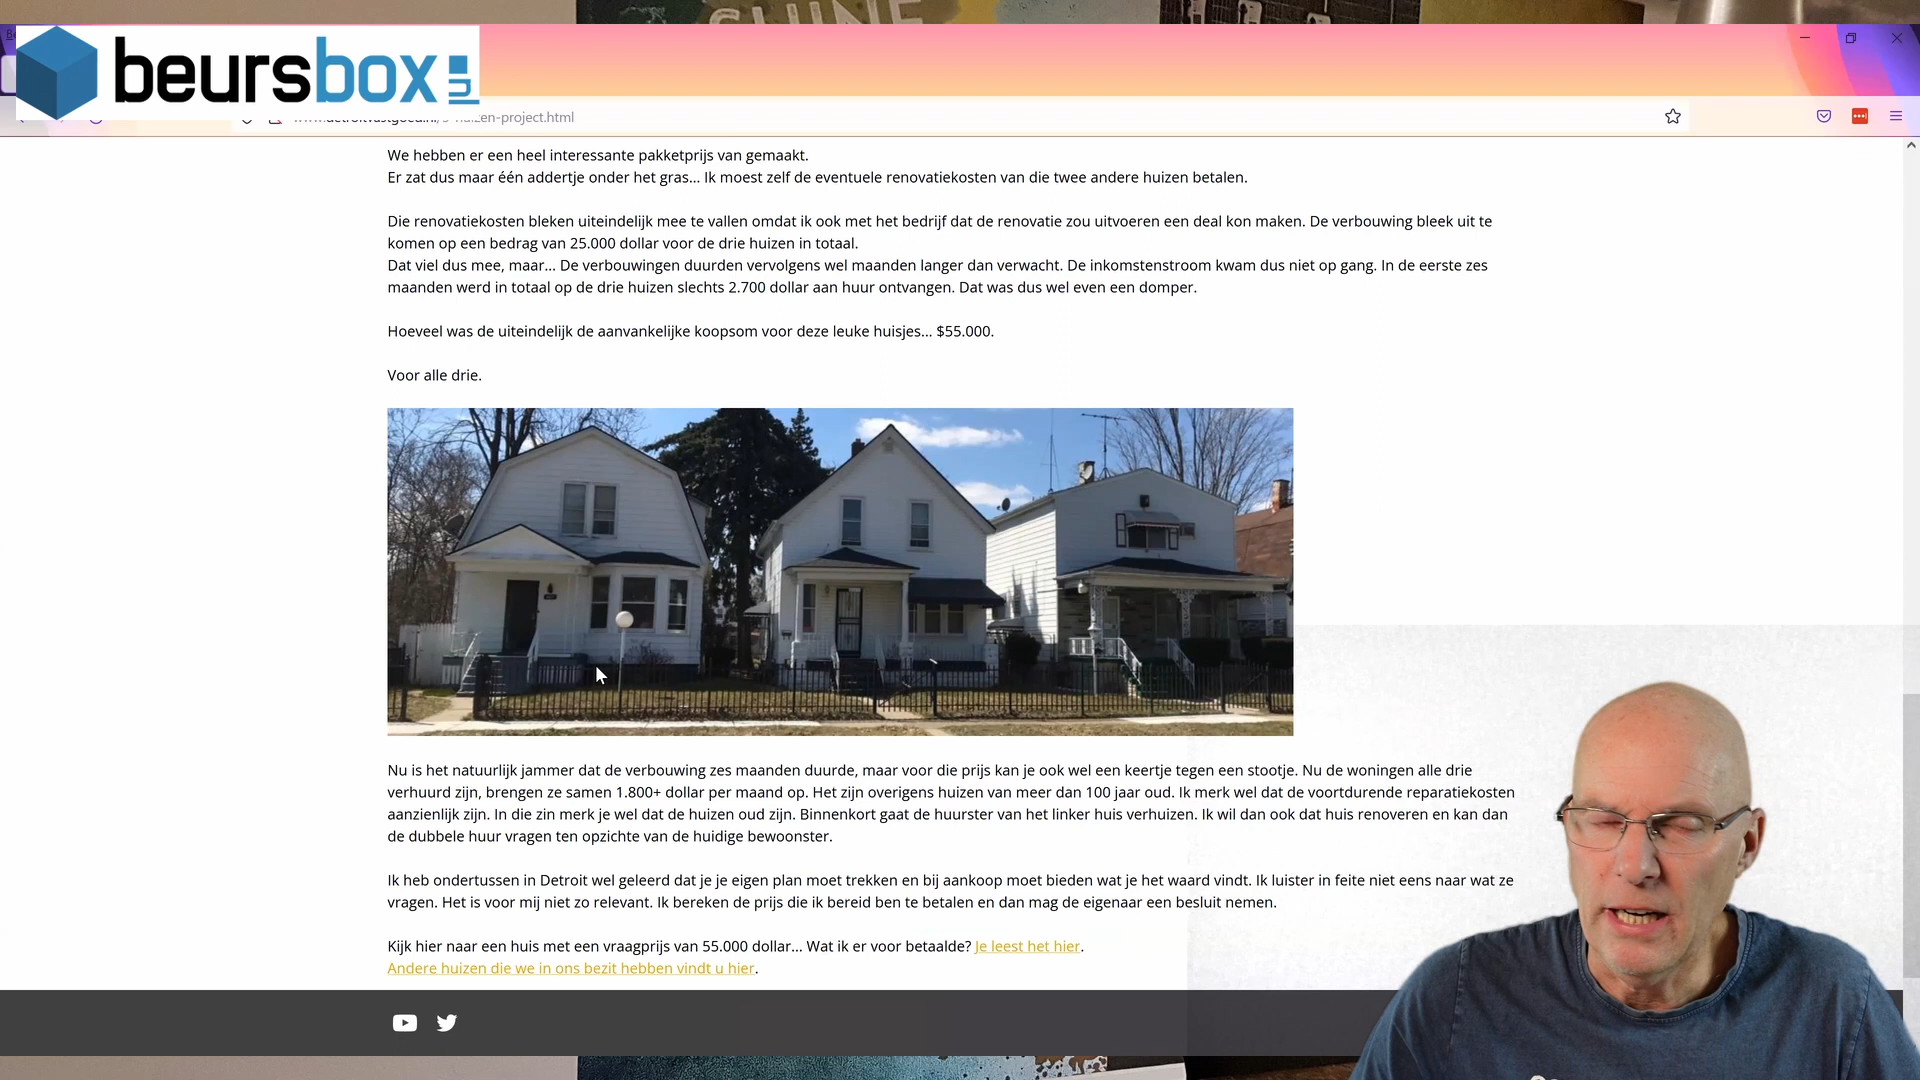 SHINE
beursbox.nl
huizen-project.html
We hebben er een heel interessante pakketprijs van gemaakt.
Er zat dus maar één addertje onder het gras... Ik moest zelf de eventuele renovatiekosten van die twee andere huizen betalen.
Die renovatiekosten bleken uiteindelijk mee te vallen omdat ik ook met het bedrijf dat de renovatie zou uitvoeren een deal kon maken. De verbouwing bleek uit te
komen op een bedrag van 25.000 dollar voor de drie huizen in totaal.
Dat viel dus mee, maar... De verbouwingen duurden vervolgens wel maanden langer dan verwacht. De inkomstenstroom kwam dus niet op gang. In de eerste zes
maanden werd in totaal op de drie huizen slechts 2.700 dollar aan huur ontvangen. Dat was dus wel even een domper.
Hoeveel was de uiteindelijk de aanvankelijke koopsom voor deze leuke huisjes... $55.000.
Voor alle drie.
Nu is het natuurlijk jammer dat de verbouwing zes maanden duurde, maar voor die prijs kan je ook wel een keertje tegen een stootje. Nu de woningen alle drie
verhuurd zijn, brengen ze samen 1.800+ dollar per maand op. Het zijn overigens huizen van meer dan 100 jaar oud. Ik merk wel dat de voortdurende reparatiekosten
aanzienlijk zijn. In die zin merk je wel dat de huizen oud zijn. Binnenkort gaat de huurster van het linker huis verhuizen. Ik wil dan ook dat huis renoveren en kan dan
de dubbele huur vragen ten opzichte van de huidige bewoonster.
Ik heb ondertussen in Detroit wel geleerd dat je je eigen plan moet trekken en bij aankoop moet bieden wat je het waard vindt. Ik luister in feite niet eens naar wat ze
vragen. Het is voor mij niet zo relevant. Ik bereken de prijs die ik bereid ben te betalen en dan mag de eigenaar een besluit nemen.
Kijk hier naar een huis met een vraagprijs van 55.000 dollar... Wat ik er voor betaalde? Je leest het hier.
Andere huizen die we in ons bezit hebben vindt u hier.